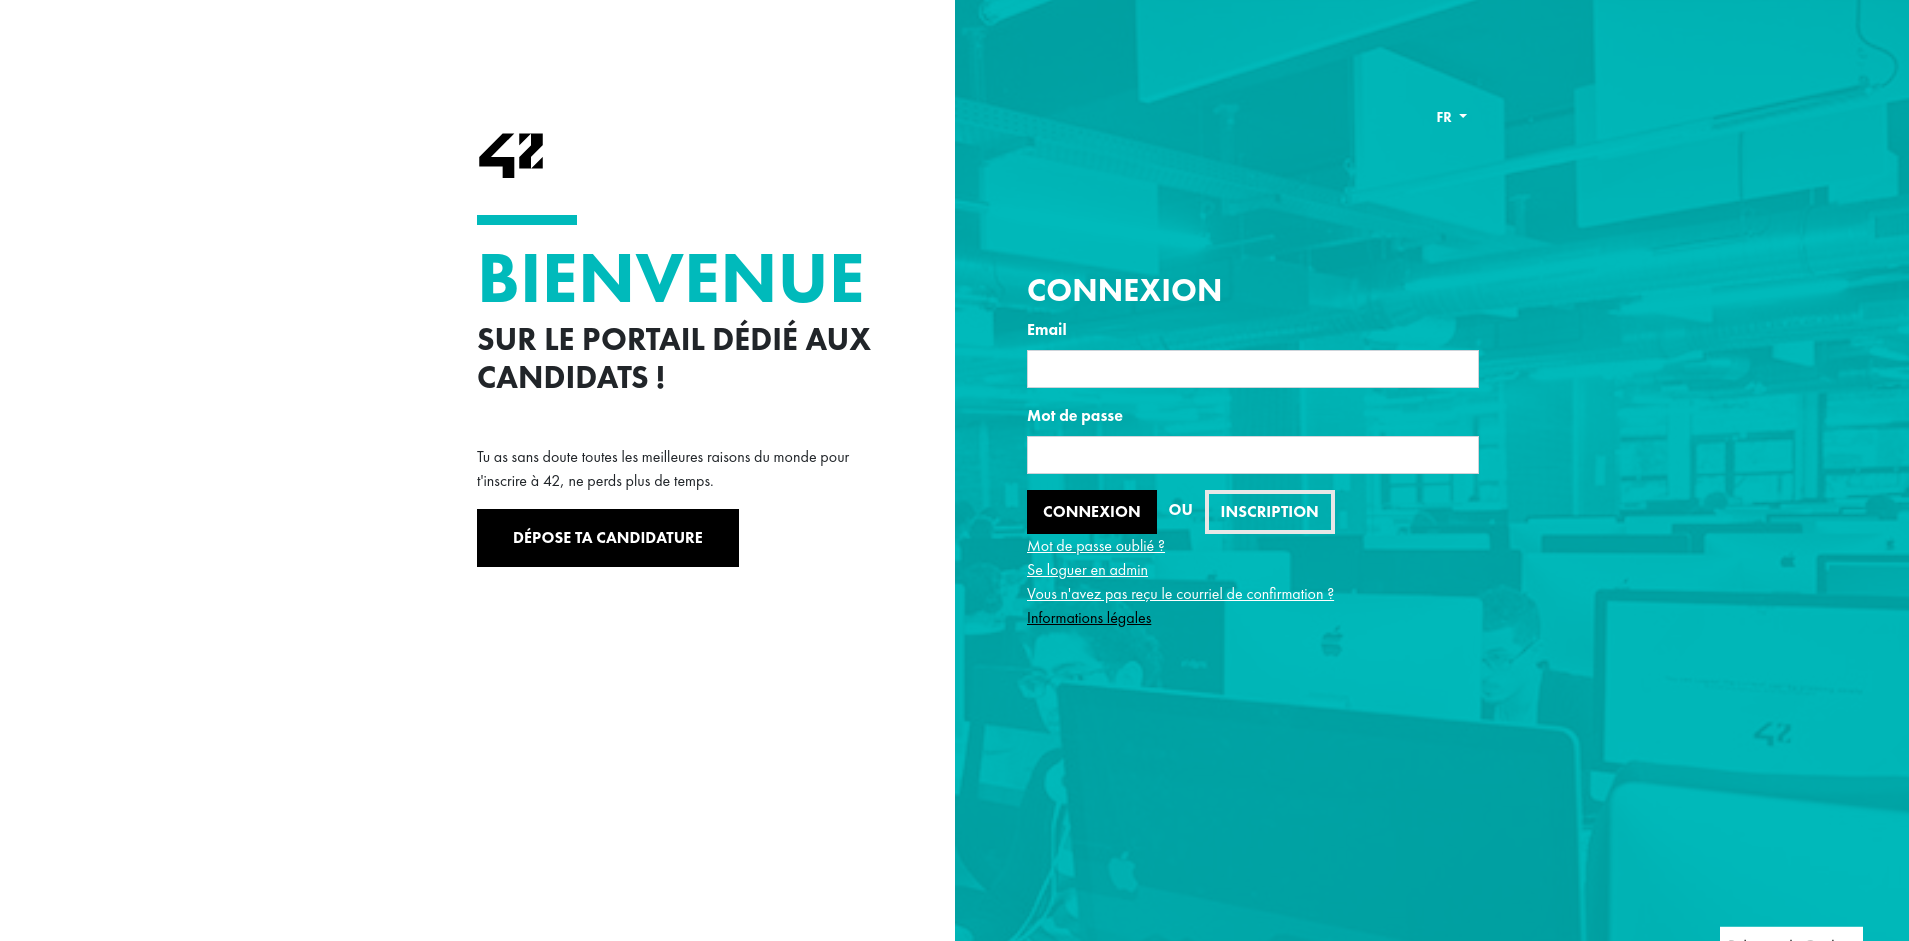 42
BIENVENUE
SUR LE PORTAIL DÉDIÉ AUX
CANDIDATS !
Tu as sans doute toutes les meilleures raisons du monde pour
t'inscrire à 42, ne perds plus de temps.
DÉPOSE TA CANDIDATURE
FR
CONNEXION
Email
Mot de passe
CONNEXION OU INSCRIPTION
Mot de passe oublié ?
Se loguer en admin
Vous n'avez pas reçu le courriel de confirmation ?
Informations légales
42